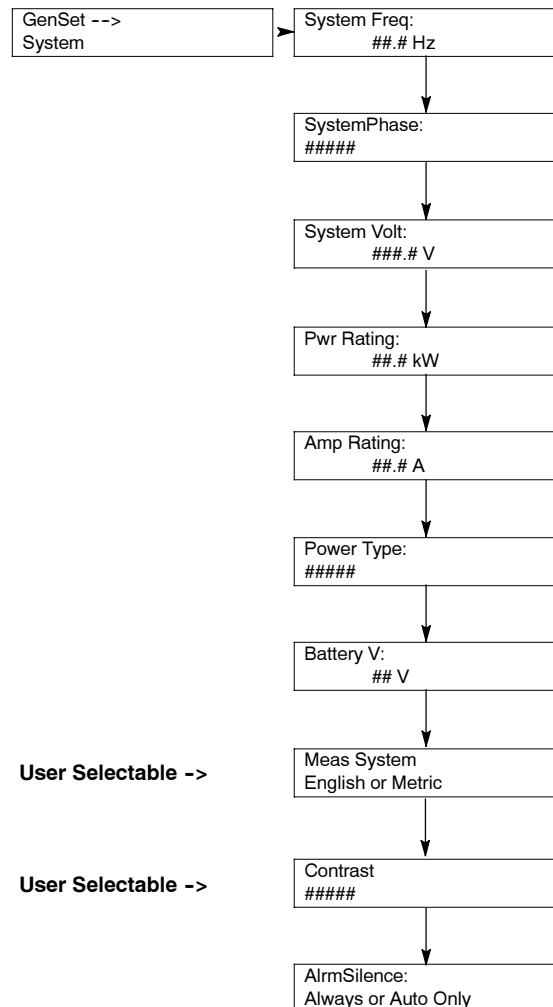 GenSet -->
System
System Freq:
##.# Hz
SystemPhase:
#####
System Volt:
###.# V
Pwr Rating:
##.# kW
Amp Rating:
##.# A
Power Type:
#####
Battery V:
## V
User Selectable ->
Meas System
English or Metric
User Selectable ->
Contrast
#####
AlrmSilence:
Always or Auto Only